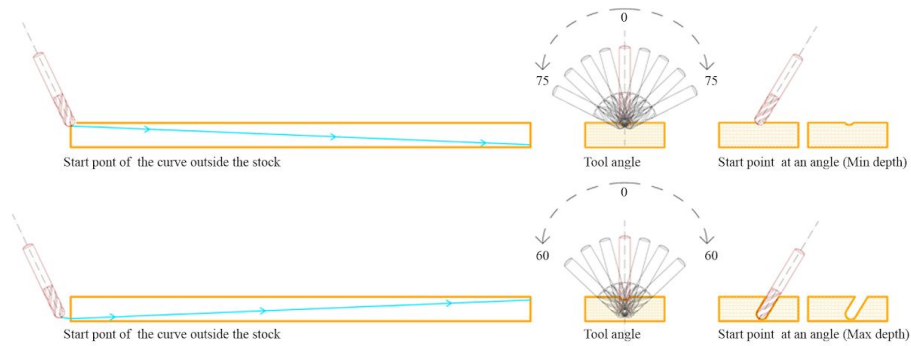 0
75
75
Start pont of the curve outside the stock
Tool angle
Start point at an angle (Min depth)
0
60
60
Start point of the curve outside the stock
Tool angle
Start point at an angle (Max depth)